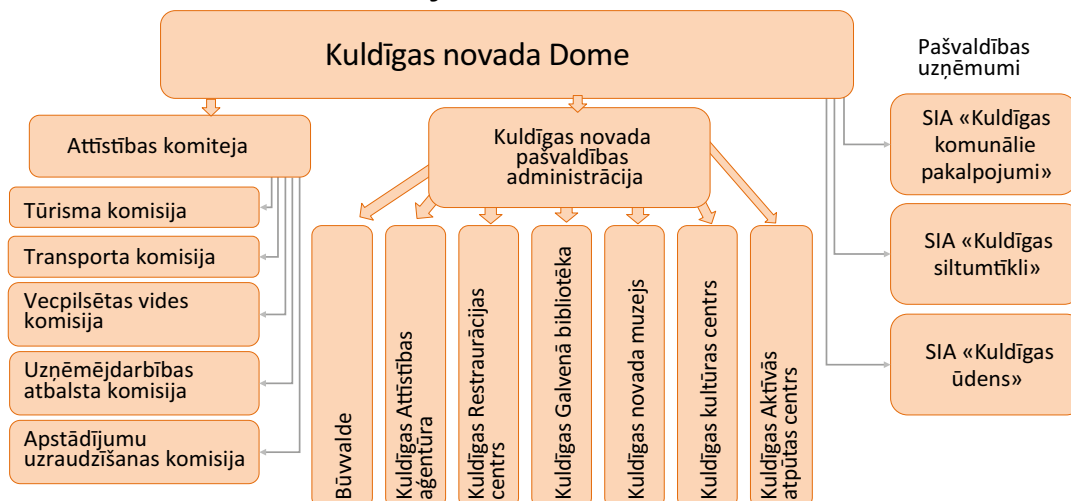 Kuldīgas novada Dome
Pašvaldības
uzņēmumi
Attīstības komiteja
Tūrisma komisija
Transporta komisija
Vecpilsētas vides
komisija
Uzņēmējdarbības
atbalsta komisija
Apstādījumu
uzraudzīšanas komisija
Kuldīgas novada
pašvaldības
administrācija
Būvvalde
Kuldīgas Attīstības
aģentūra
Kuldīgas Restraurācijas
centrs
Kuldīgas Galvenā bibliotēka
Kuldīgas novada muzejs
Kuldīgas kultūras centrs
Kuldīgas Aktīvās
atpūtas centrs
SIA «Kuldīgas
komunālie
pakalpojumi»
SIA «Kuldīgas
siltumtīkli»
SIA «Kuldīgas
ūdens»